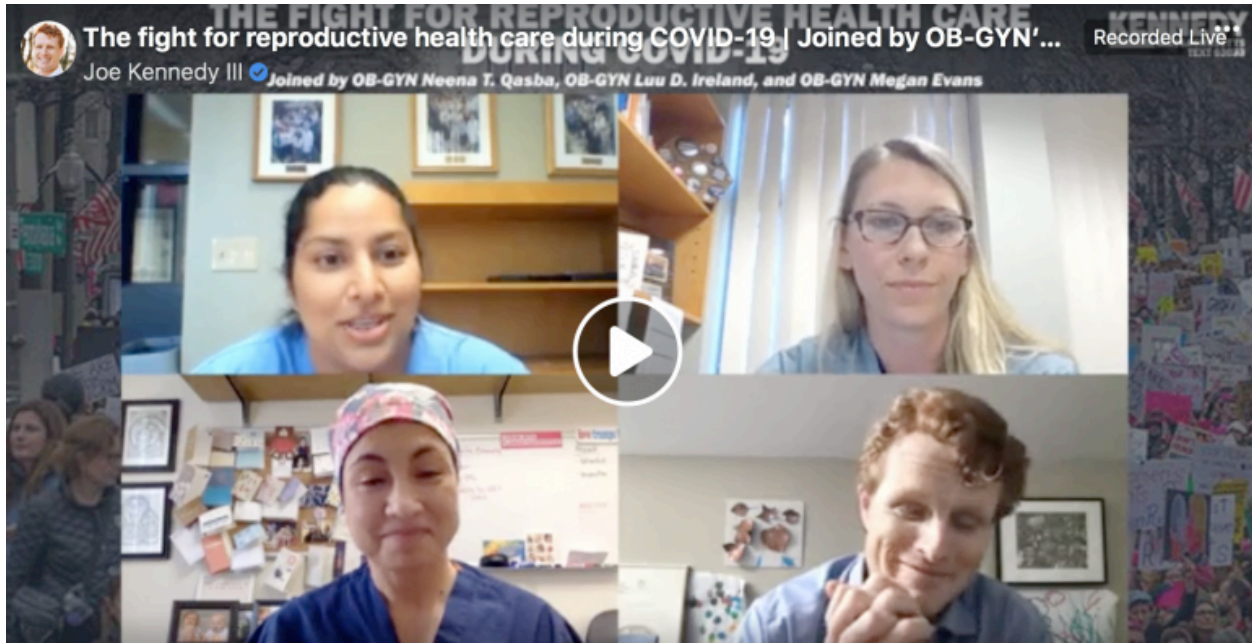 THE FIGHT FOR REPRODUCTIVE HEALTH CARE
DURING COVID-19
The fight for reproductive health care during COVID-19 | Joined by OB-GYN’...
Recorded Live
KENNEDY
Joe Kennedy III
Joined by OB-GYN Neena T. Qasba, OB-GYN Luu D. Ireland, and OB-GYN Megan Evans